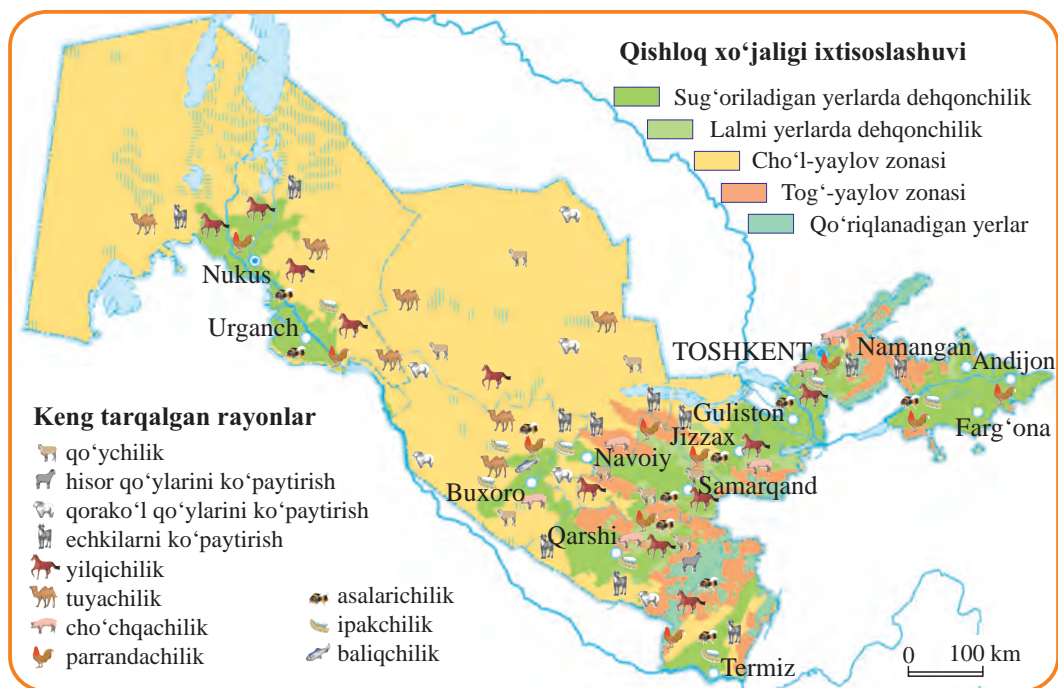 Qishloq xo‘jaligi ixtisoslashuvi
Sug‘oriladigan yerlarda dehqonchilik
Lalmi yerlarda dehqonchilik
Cho‘l-yaylov zonasi
Tog‘-yaylov zonasi
Qo‘riqlanadigan yerlar
Nukus
Urganch
TOSHKENT
Namangan
Andijon
Guliston
Farg‘ona
Jizzax
Navoiy
Samarqand
Buxoro
Qarshi
Termiz
Keng tarqalgan rayonlar
qo‘ychilik
hisor qo‘ylarini ko‘paytirish
qorako‘l qo‘ylarini ko‘paytirish
echkilarni ko‘paytirish
yilqichilik
tuyachilik
cho‘chqachilik
parrandachilik
asalarichilik
ipakchilik
baliqchilik
0 100 km